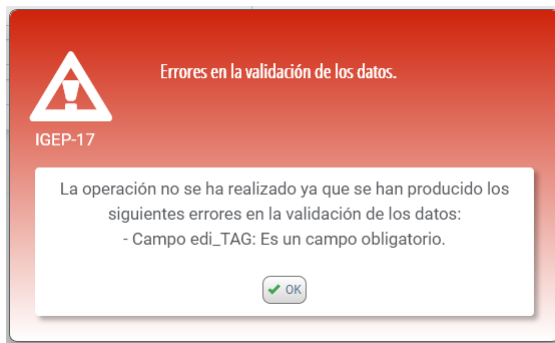 Errores en la validación de los datos.
IGEP-17
La operación no se ha realizado ya que se han producido los
siguientes errores en la validación de los datos:
- Campo edi_TAG: Es un campo obligatorio.
OK